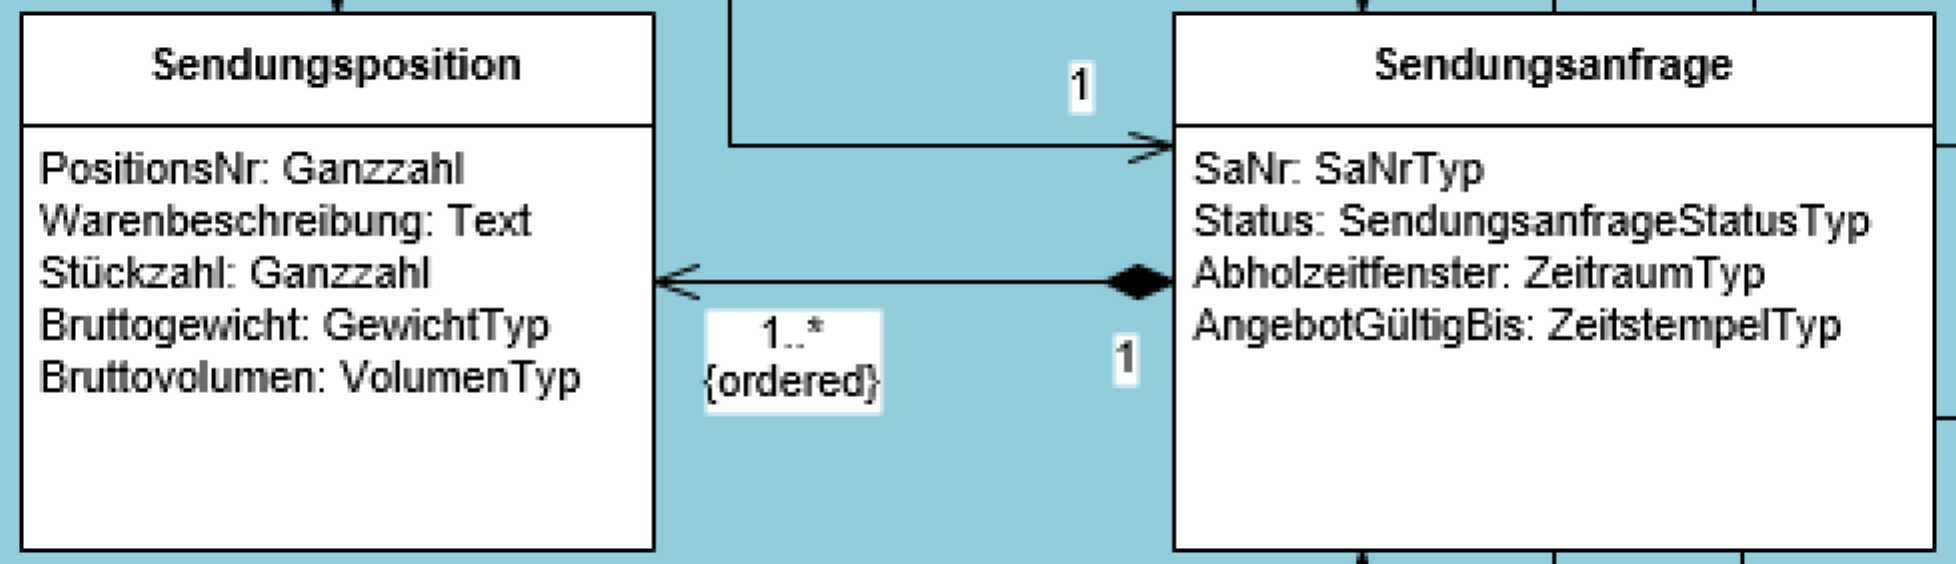 Sendungsposition
PositionsNr: Ganzzahl
Warenbeschreibung: Text
Stückzahl: Ganzzahl
Bruttogewicht: GewichtTyp
Bruttovolumen: VolumenTyp
1
1..*
{ordered}
1
Sendungsanfrage
SaNr: SaNrTyp
Status: SendungsanfrageStatusTyp
Abholzeitfenster: ZeitraumTyp
AngebotGültigBis: ZeitstempelTyp